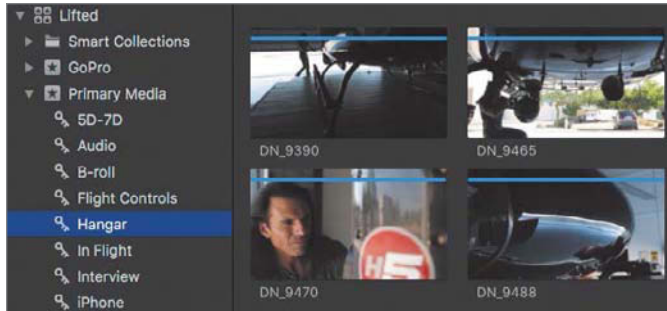 Lifted
Smart Collections
GoPro
Primary Media
5D-7D
Audio
B-roll
Flight Controls
Hangar
In Flight
Interview
iPhone
DN_9390
DN_9465
H5
DN_9470
DN_9488